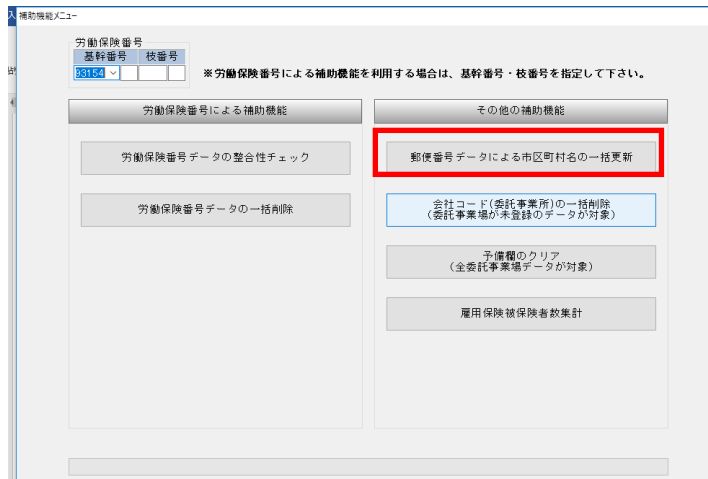 補助機能メニュー
労働保険番号
基幹番号 枝番号
93154
※労働保険番号による補助機能を利用する場合は、基幹番号・枝番号を指定して下さい。
労働保険番号による補助機能
労働保険番号データの整合性チェック
労働保険番号データの一括削除
その他の補助機能
郵便番号データによる市区町村名の一括更新
会社コード(委託事業所)の一括削除
(委託事業場が未登録のデータが対象)
予備欄のクリア
(全委託事業場データが対象)
雇用保険被保険者数集計